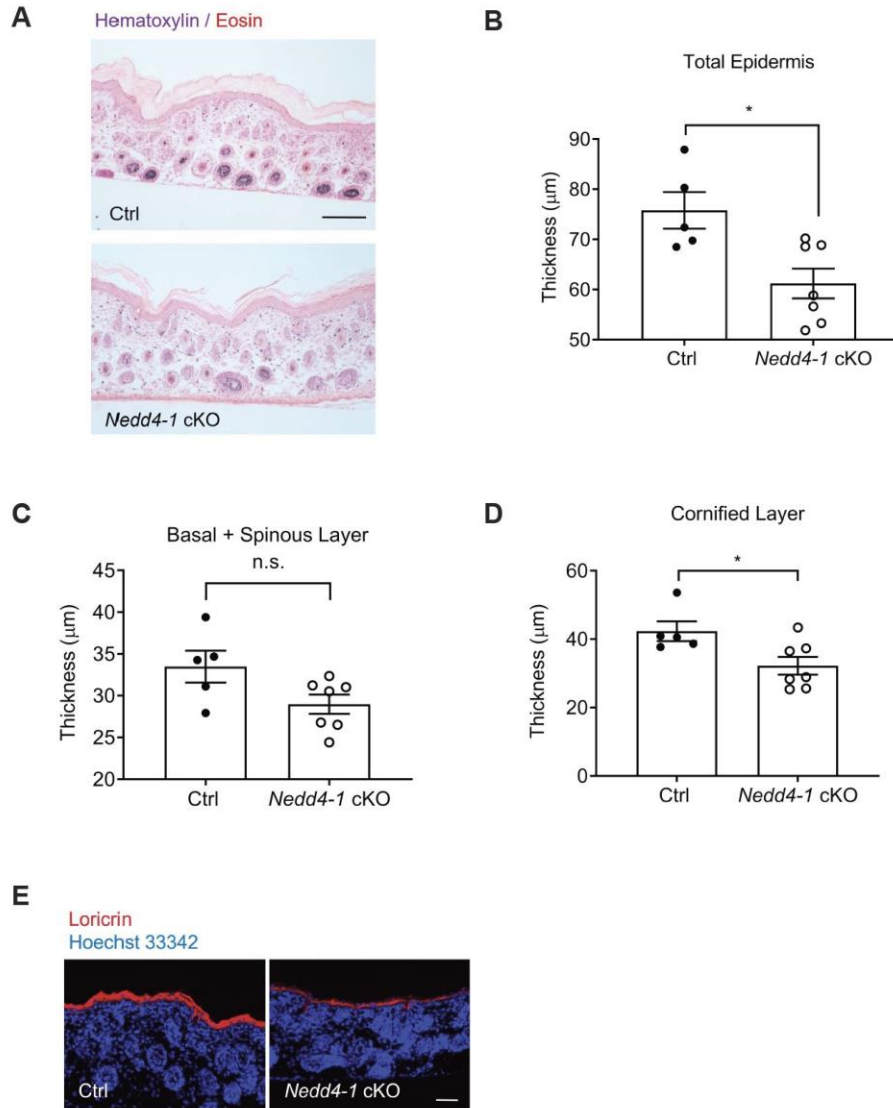 A
Hematoxylin / Eosin
Ctrl
Nedd4-1 cKO
B
Total Epidermis
*
90
80
70
60
50
Thickness (μm)
Ctrl
Nedd4-1 cKO
C
Basal + Spinous Layer
n.s.
45
40
35
30
25
20
Thickness (μm)
Ctrl
Nedd4-1 cKO
D
Cornified Layer
*
60
40
20
0
Thickness (μm)
Ctrl
Nedd4-1 cKO
E
Loricrin
Hoechst 33342
Ctrl
Nedd4-1 cKO